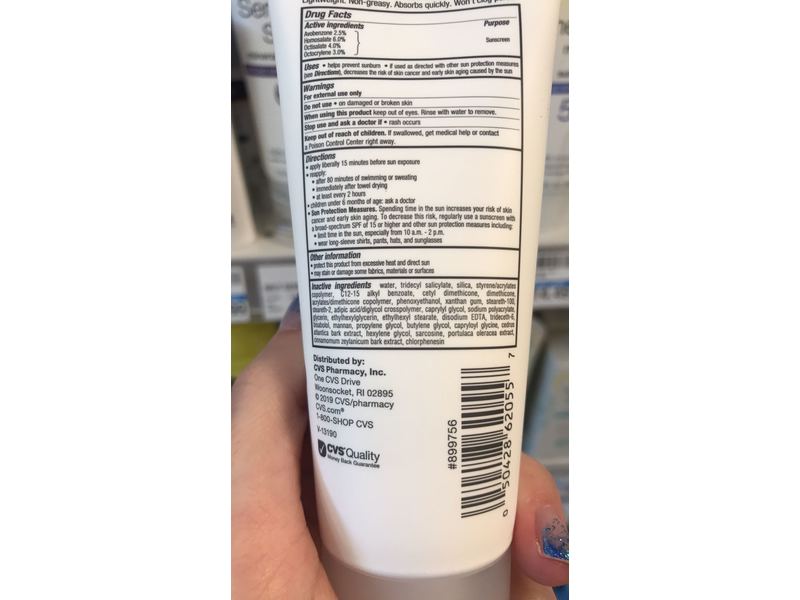 Lightweight. Non-greasy. Absorbs quickly. Won't clog
Drug Facts
Active ingredients Purpose
Avobenzone 2.5%
Homosalate 6.0%
Octisalate 4.0% Sunscreen
Octocrylene 3.0%
Uses • helps prevent sunburn • if used as directed with other sun protection measures
(see Directions), decreases the risk of skin cancer and early skin aging caused by the sun
Warnings
For external use only
Do not use • on damaged or broken skin
When using this product keep out of eyes. Rinse with water to remove.
Stop use and ask a doctor if • rash occurs
Keep out of reach of children. If swallowed, get medical help or contact
a Poison Control Center right away.
Directions
• apply liberally 15 minutes before sun exposure
• reapply:
• after 80 minutes of swimming or sweating
• immediately after towel drying
• at least every 2 hours
• children under 6 months of age: ask a doctor
• Sun Protection Measures. Spending time in the sun increases your risk of skin
cancer and early skin aging. To decrease this risk, regularly use a sunscreen with
a broad-spectrum SPF of 15 or higher and other sun protection measures including:
• limit time in the sun, especially from 10 a.m. - 2 p.m.
• wear long-sleeve shirts, pants, hats, and sunglasses
Other information
• protect this product from excessive heat and direct sun
• may stain or damage some fabrics, materials or surfaces
Inactive ingredients water, tridecyl salicylate, silica, styrene/acrylates
copolymer, C12-15 alkyl benzoate, cetyl dimethicone, dimethicone,
acrylates/dimethicone copolymer, phenoxyethanol, xanthan gum, steareth-100,
steareth-2, adipic acid/diglycol crosspolymer, caprylyl glycol, sodium polyacrylate,
glycerin, ethylhexylglycerin, ethylhexyl stearate, disodium EDTA, trideceth-6,
bisabolol, mannan, propylene glycol, butylene glycol, capryloyl glycine, cedrus
atlantica bark extract, hexylene glycol, sarcosine, portulaca oleracea extract,
cinnamomum zeylanicum bark extract, chlorphenesin
Distributed by:
CVS Pharmacy, Inc.
One CVS Drive
Woonsocket, RI 02895
© 2019 CVS/pharmacy
CVS.com®
1-800-SHOP CVS
V-13190
CVS Quality
Money Back Guarantee
#899756
0 50428 62055 7